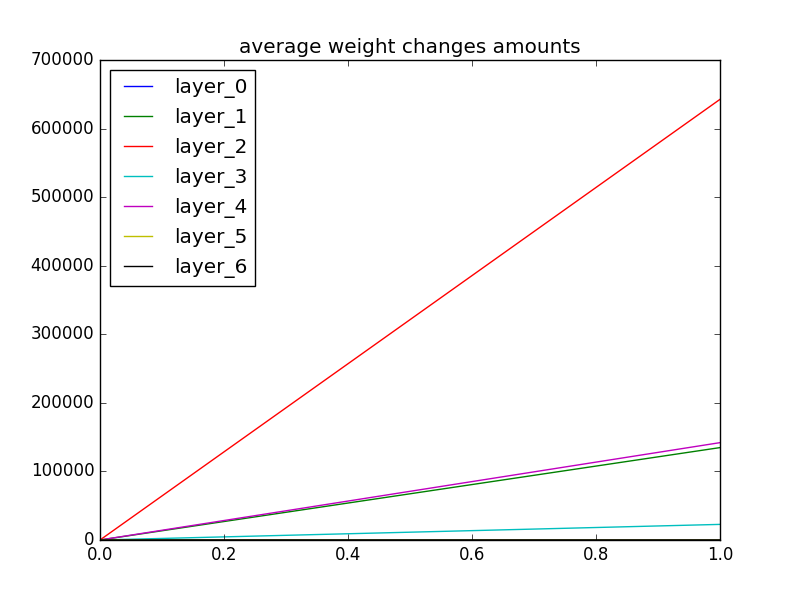 average weight changes amounts
700000
600000
500000
400000
300000
200000
100000
0
layer_0
layer_1
layer_2
layer_3
layer_4
layer_5
layer_6
0.0 0.2 0.4 0.6 0.8 1.0